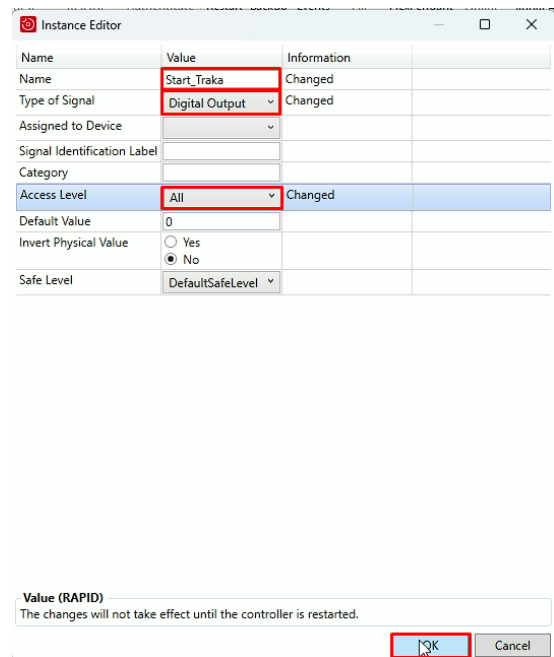 Instance Editor
Name Value Information
Name Start_Traka Changed
Type of Signal Digital Output Changed
Assigned to Device
Signal Identification Label
Category
Access Level All Changed
Default Value 0
Invert Physical Value Yes
No
Safe Level DefaultSafeLevel
Value (RAPID)
The changes will not take effect until the controller is restarted.
OK Cancel